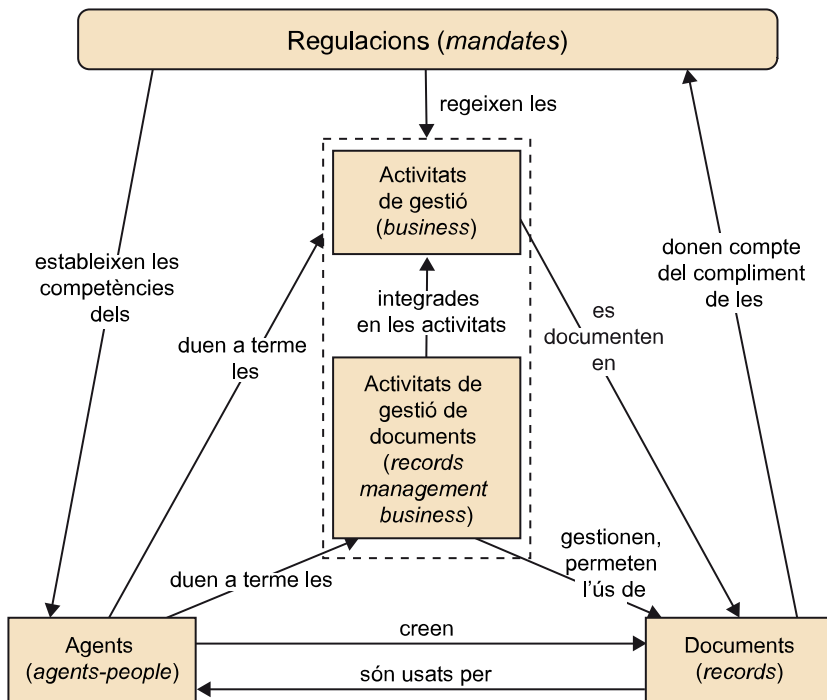 Regulacions (mandates)
regeixen les
Activitats
de gestió
(business)
estableixen les
competències
dels
donen compte
del compliment
de les
integrades
en les activitats
es
documenten
en
duen a terme
les
Activitats de
gestió de
documents
(records
management
business)
gestionen,
permeten
l'ús de
duen a terme les
Agents
(agents-people)
creen
Documents
(records)
són usats per